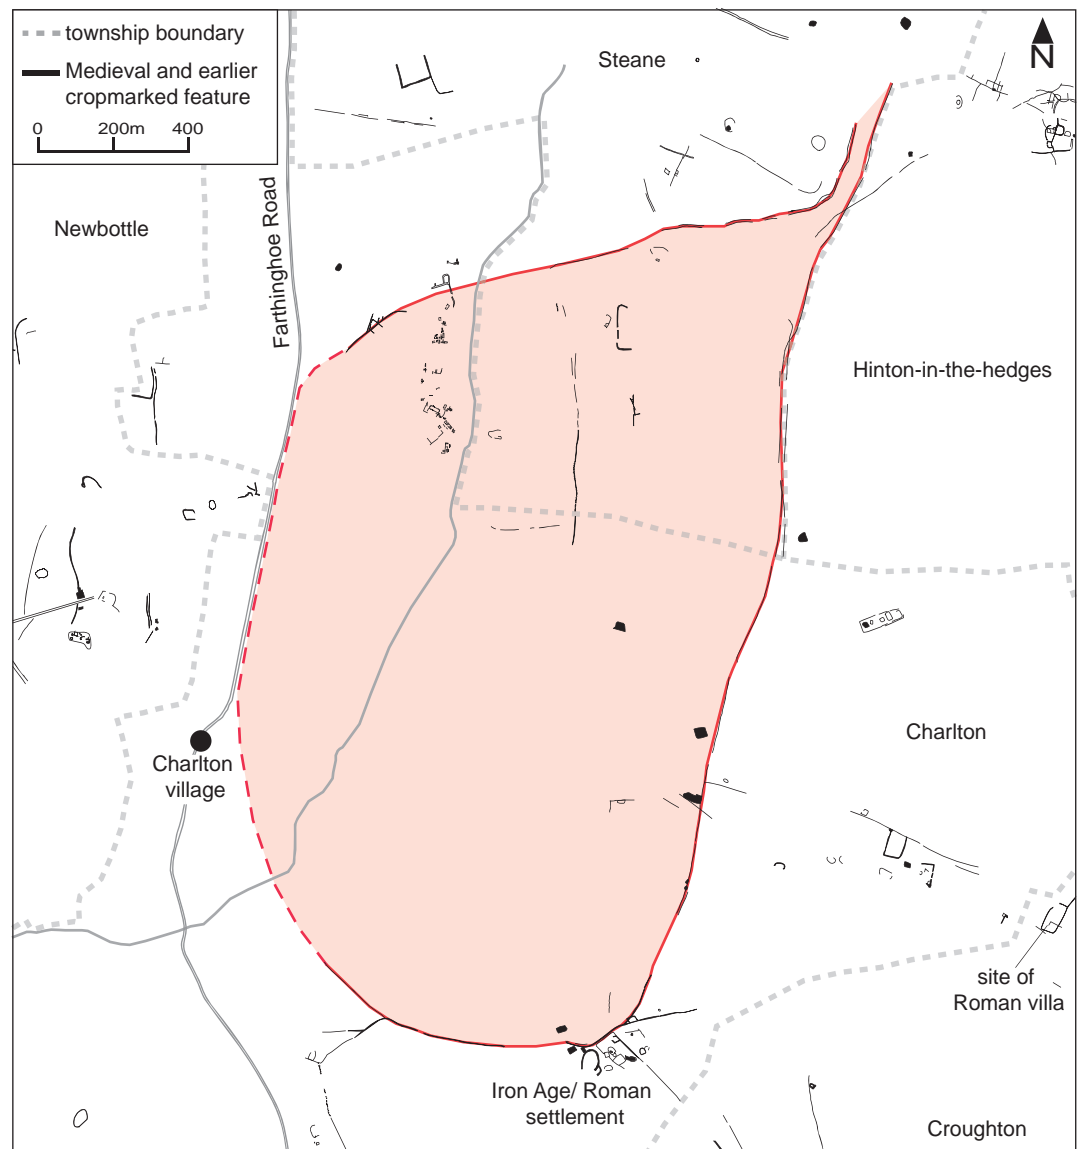 township boundary
Medieval and earlier
cropmarked feature
0 200m 400
N
Steane
Newbottle
Farthinghoe Road
Hinton-in-the-hedges
Charlton
Charlton
village
site of
Roman villa
Iron Age/ Roman
settlement
Croughton